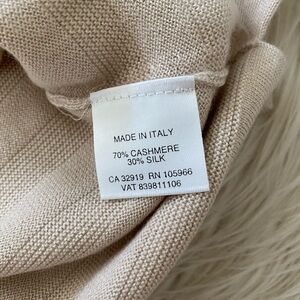 MADE IN ITALY
70% CASHMERE
30% SILK
CA 32919 RN 105966
VAT 839811106